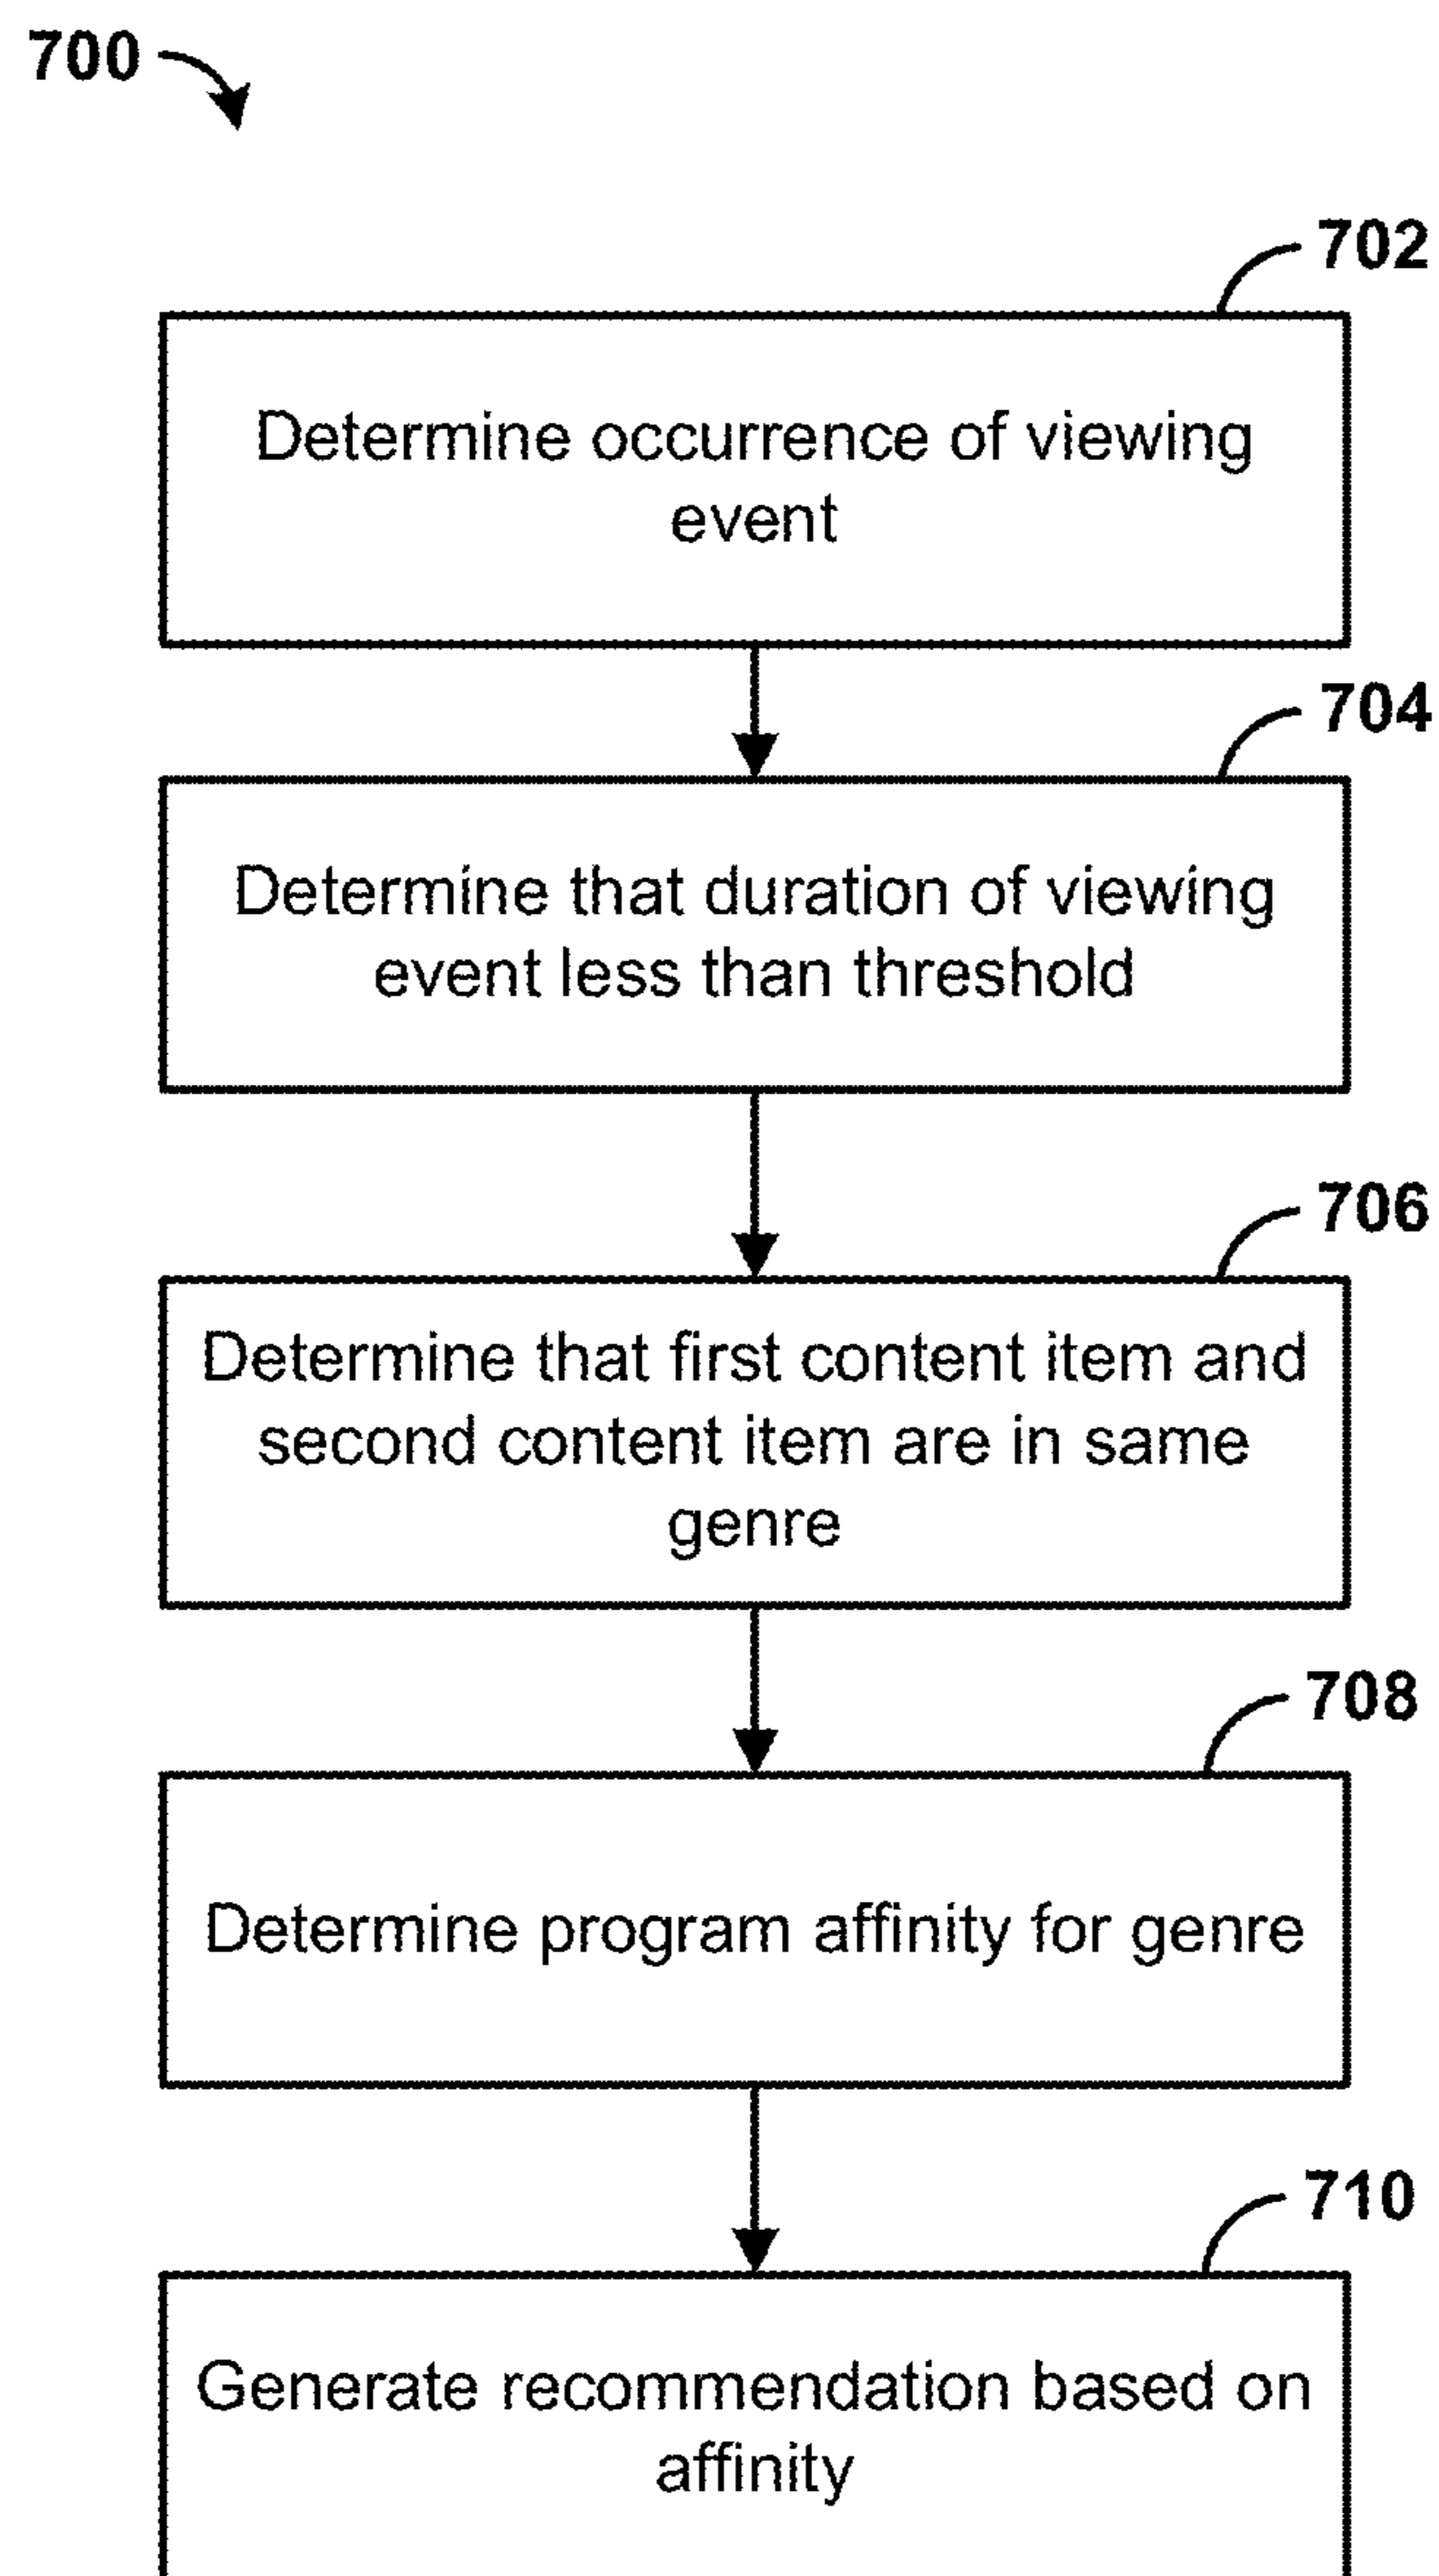 700
702
Determine occurrence of viewing
event
704
Determine that duration of viewing
event less than threshold
706
Determine that first content item and
second content item are in same
genre
708
Determine program affinity for genre
710
Generate recommendation based on
affinity